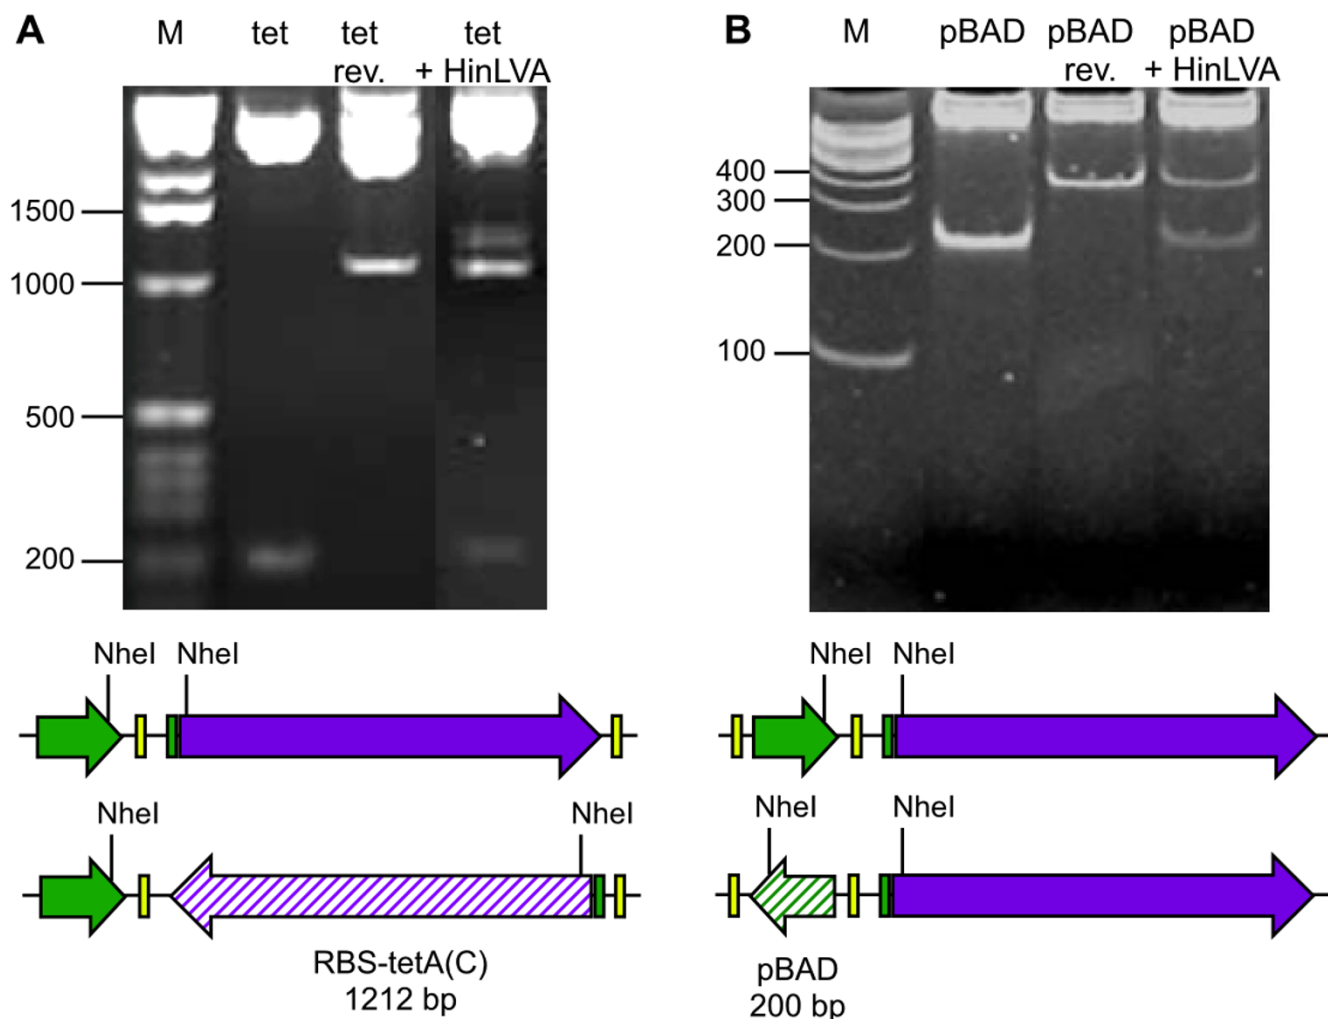 A
M
tet
tet
rev.
tet
+ HinLVA
1500
1000
500
200
NheI
NheI
NheI
NheI
RBS-tetA(C)
1212 bp
B
M
pBAD
pBAD
rev.
pBAD
+ HinLVA
400
300
200
100
NheI
NheI
NheI
NheI
pBAD
200 bp